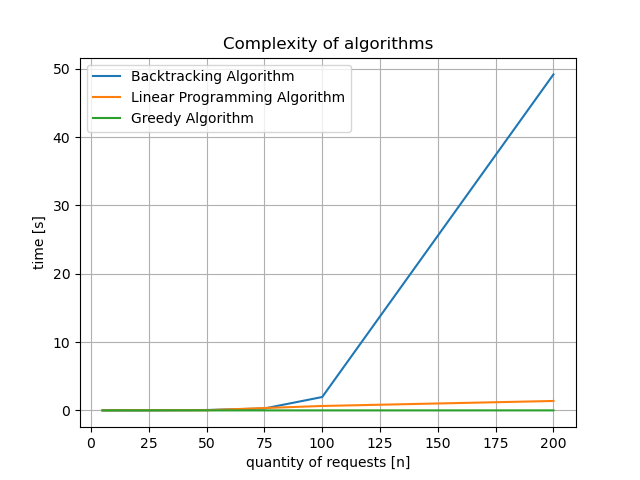 Complexity of algorithms
Backtracking Algorithm
Linear Programming Algorithm
Greedy Algorithm
time [s]
50
40
30
20
10
0
0 25 50 75 100 125 150 175 200
quantity of requests [n]